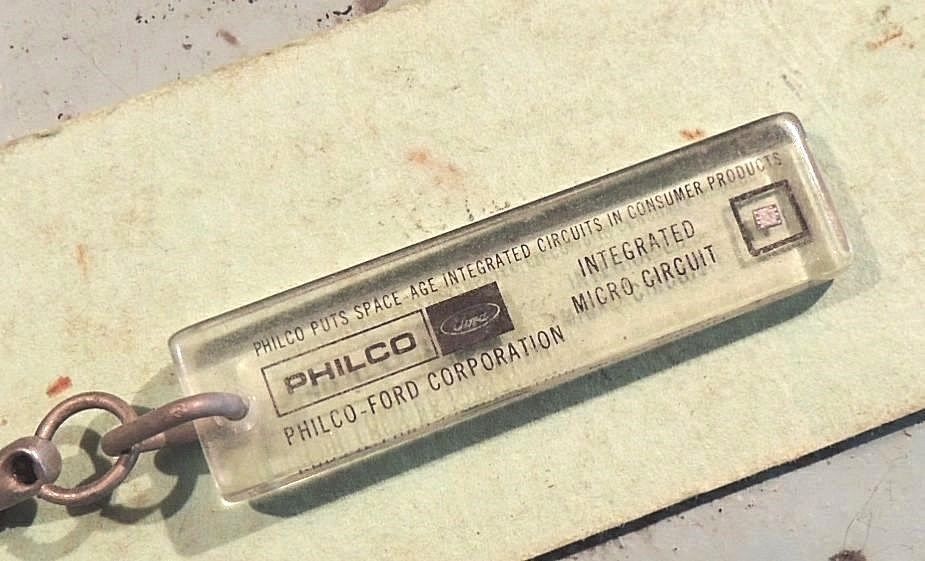 PHILCO PUTS SPACE AGE INTEGRATED CIRCUITS IN CONSUMER PRODUCTS
PHILCO Ford
PHILCO-FORD CORPORATION
INTEGRATED
MICRO CIRCUIT